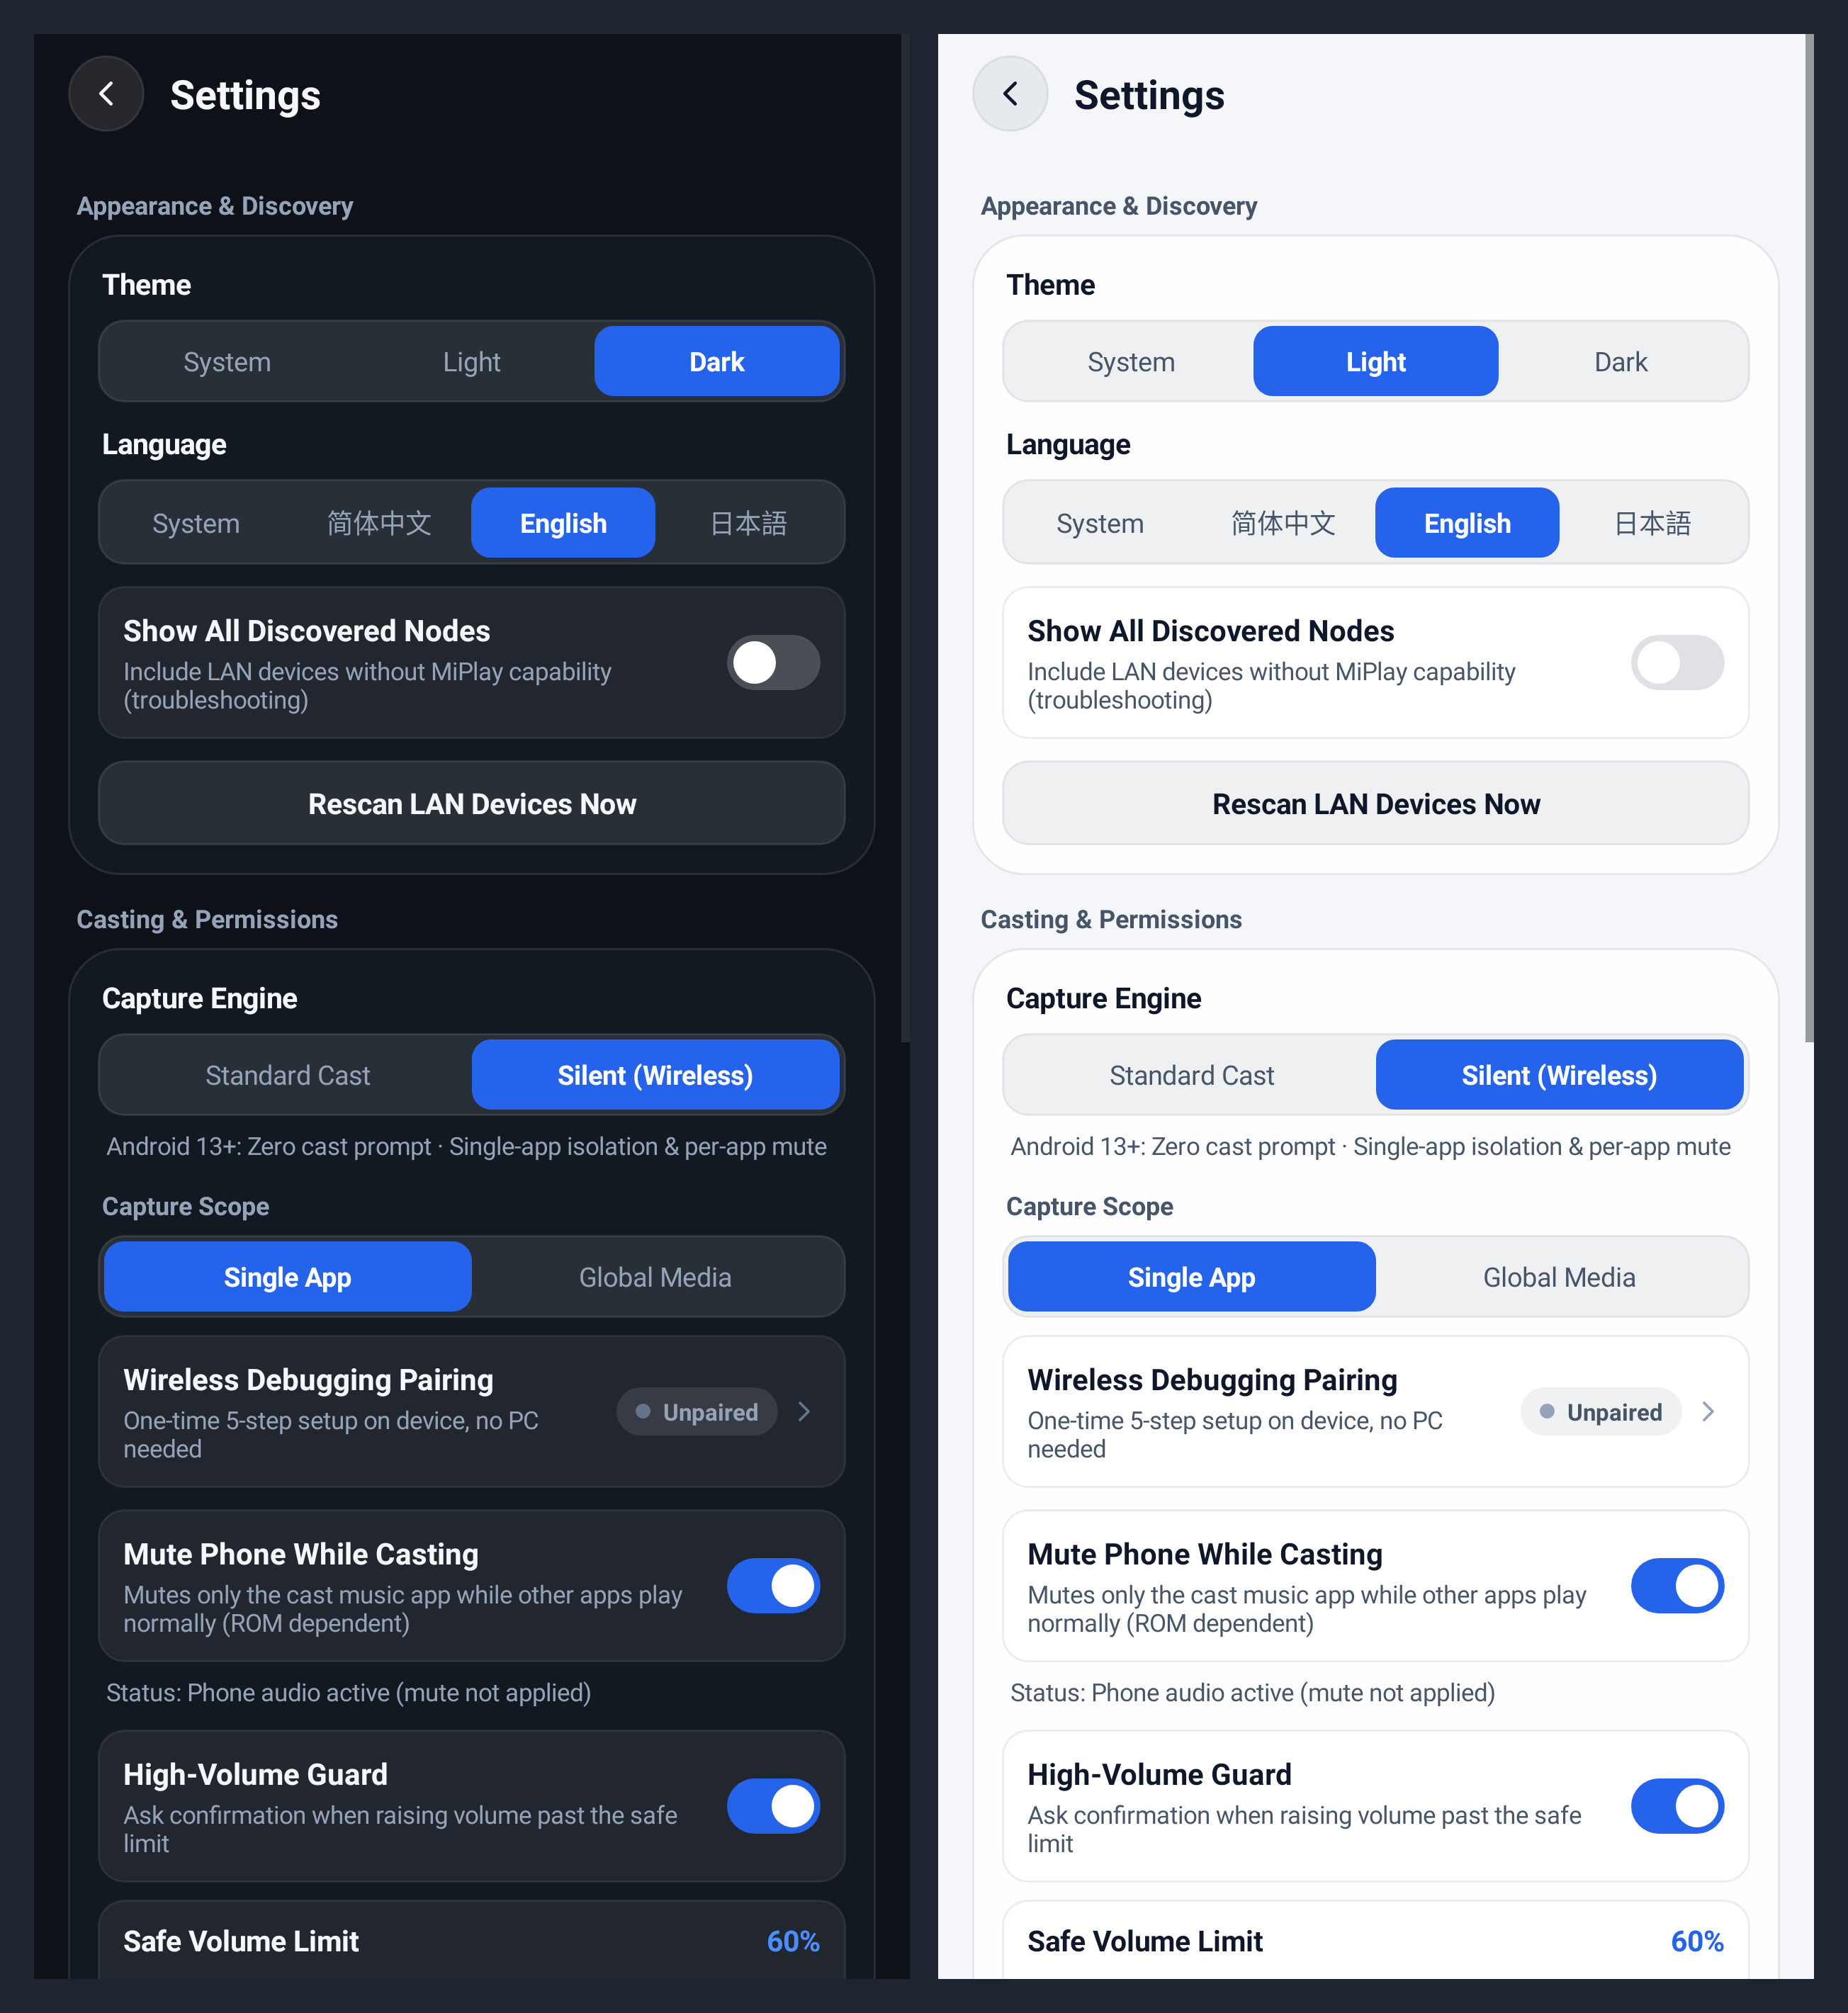 Settings
Appearance & Discovery
Theme
System Light Dark
Language
System 简体中文 English 日本語
Show All Discovered Nodes
Include LAN devices without MiPlay capability
(troubleshooting)
Rescan LAN Devices Now
Casting & Permissions
Capture Engine
Standard Cast Silent (Wireless)
Android 13+: Zero cast prompt · Single-app isolation & per-app mute
Capture Scope
Single App Global Media
Wireless Debugging Pairing
One-time 5-step setup on device, no PC
needed
Unpaired
Mute Phone While Casting
Mutes only the cast music app while other apps play
normally (ROM dependent)
Status: Phone audio active (mute not applied)
High-Volume Guard
Ask confirmation when raising volume past the safe
limit
Safe Volume Limit 60%
Settings
Appearance & Discovery
Theme
System Light Dark
Language
System 简体中文 English 日本語
Show All Discovered Nodes
Include LAN devices without MiPlay capability
(troubleshooting)
Rescan LAN Devices Now
Casting & Permissions
Capture Engine
Standard Cast Silent (Wireless)
Android 13+: Zero cast prompt · Single-app isolation & per-app mute
Capture Scope
Single App Global Media
Wireless Debugging Pairing
One-time 5-step setup on device, no PC
needed
Unpaired
Mute Phone While Casting
Mutes only the cast music app while other apps play
normally (ROM dependent)
Status: Phone audio active (mute not applied)
High-Volume Guard
Ask confirmation when raising volume past the safe
limit
Safe Volume Limit 60%